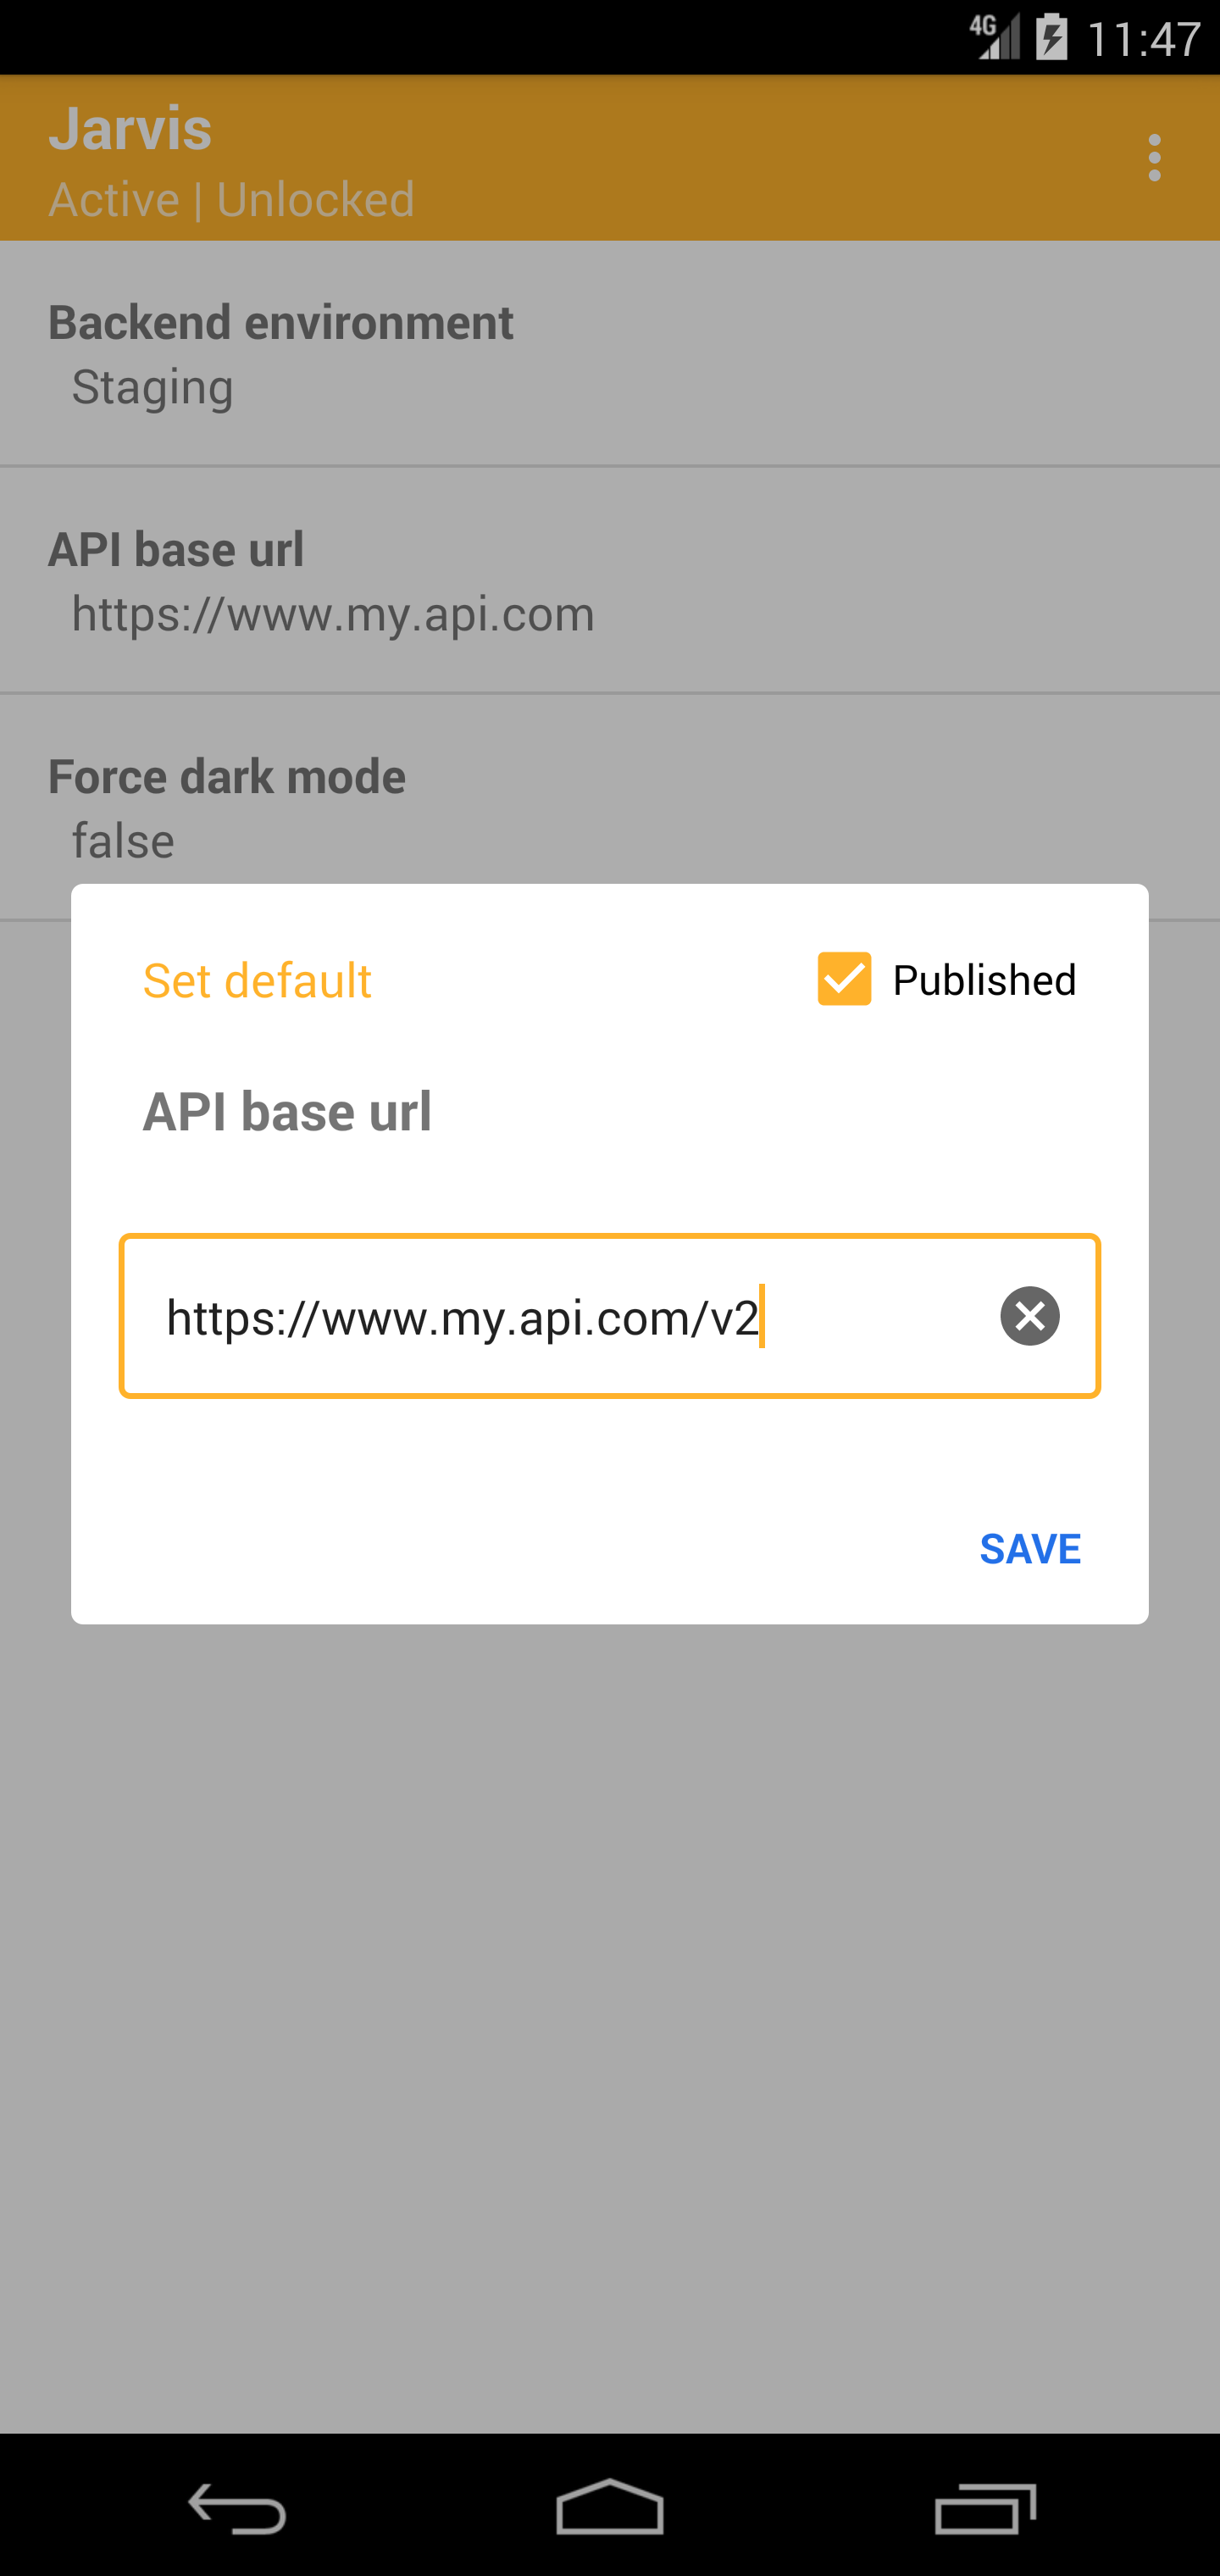 4G 11:47
Jarvis
Active | Unlocked
Backend environment
Staging
API base url
https://www.my.api.com
Force dark mode
false
Set default
Published
API base url
https://www.my.api.com/v2
SAVE